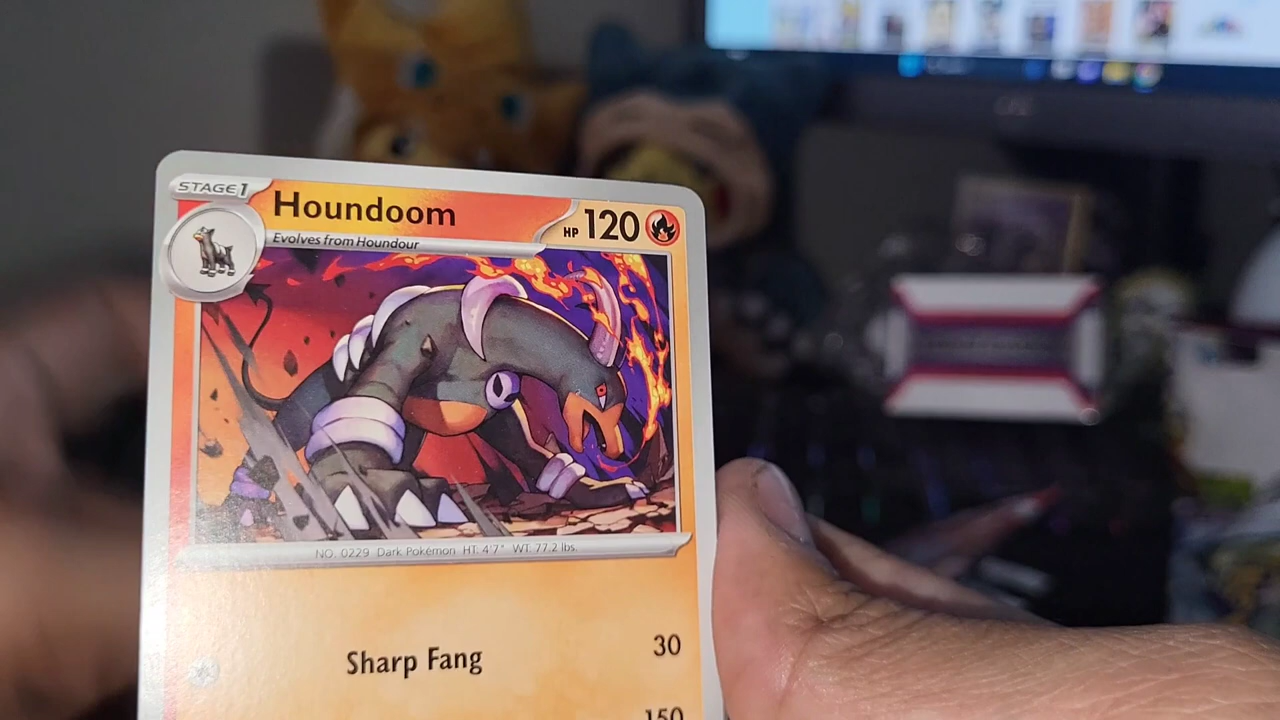 STAGE1
Houndoom
HP 120
Evolves from Houndour
NO. 0229 Dark Pokémon HT: 4'7" WT: 77.2 lbs.
Sharp Fang
30
150